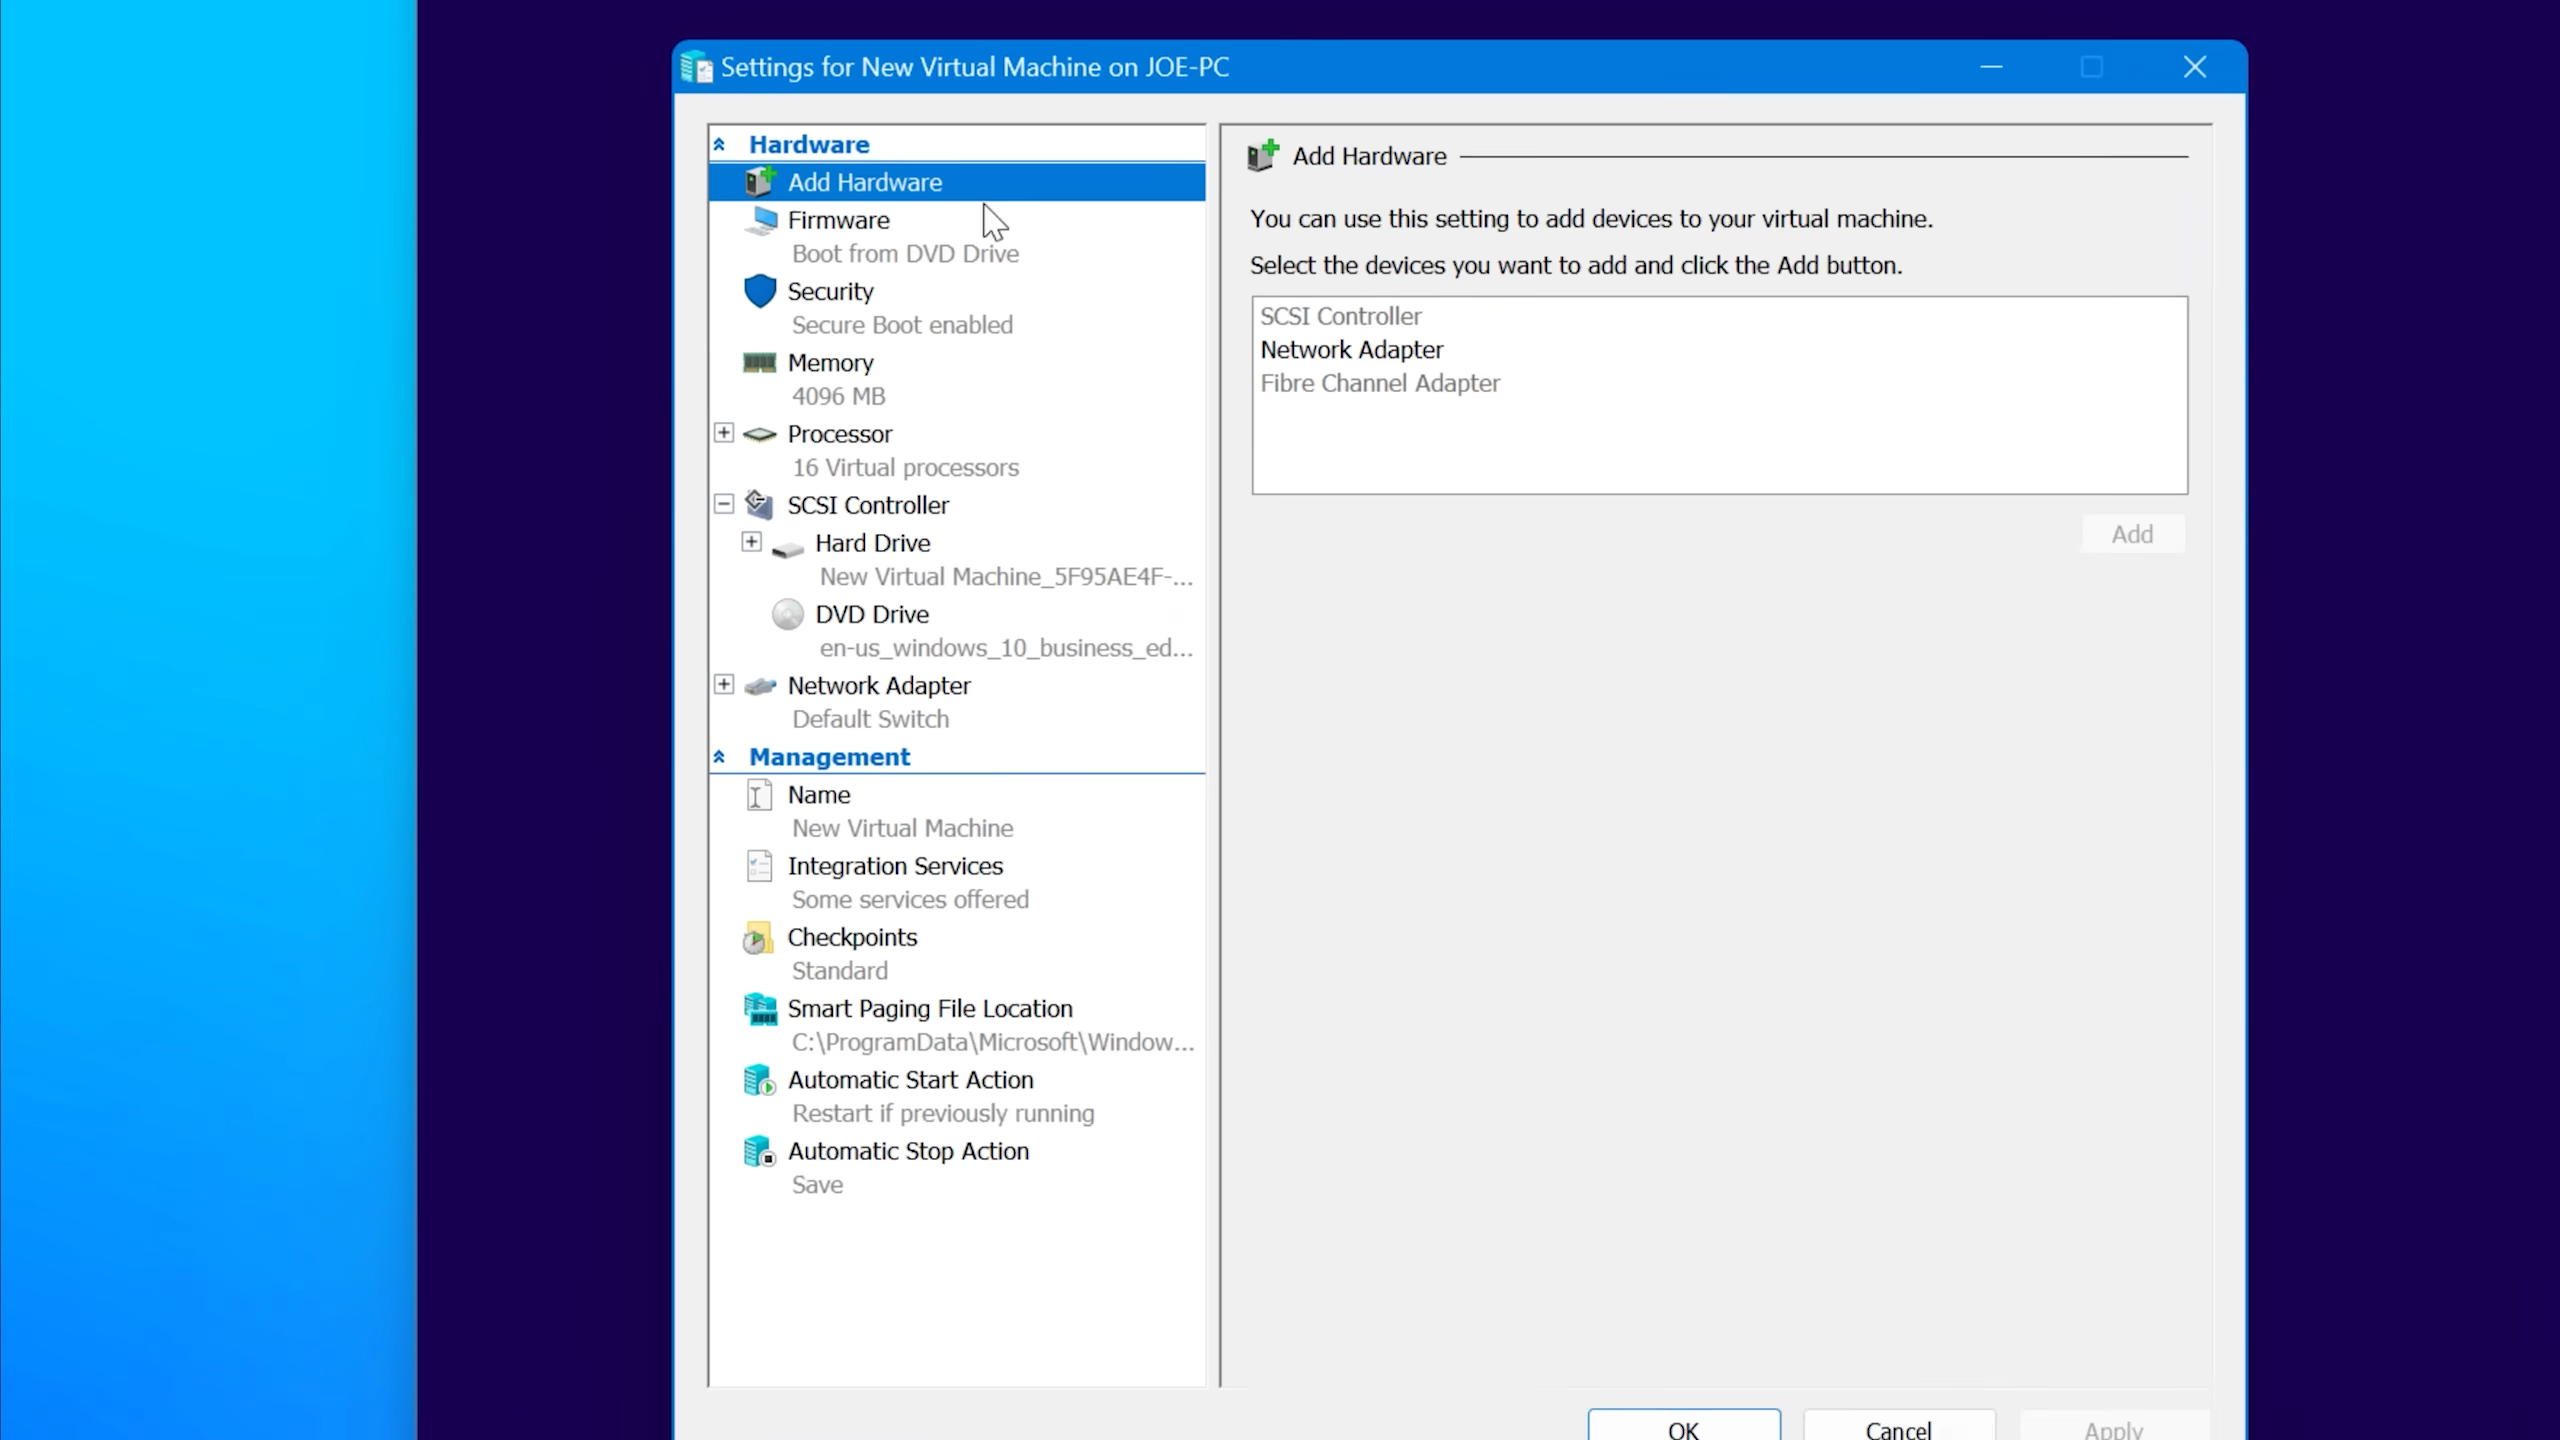 Settings for New Virtual Machine on JOE-PC
Hardware
Add Hardware
Firmware
Boot from DVD Drive
Security
Secure Boot enabled
Memory
4096 MB
Processor
16 Virtual processors
SCSI Controller
Hard Drive
New Virtual Machine_5F95AE4F-...
DVD Drive
en-us_windows_10_business_ed...
Network Adapter
Default Switch
Management
Name
New Virtual Machine
Integration Services
Some services offered
Checkpoints
Standard
Smart Paging File Location
C:\ProgramData\Microsoft\Window...
Automatic Start Action
Restart if previously running
Automatic Stop Action
Save
Add Hardware
You can use this setting to add devices to your virtual machine.
Select the devices you want to add and click the Add button.
SCSI Controller
Network Adapter
Fibre Channel Adapter
Add
OK
Cancel
Apply